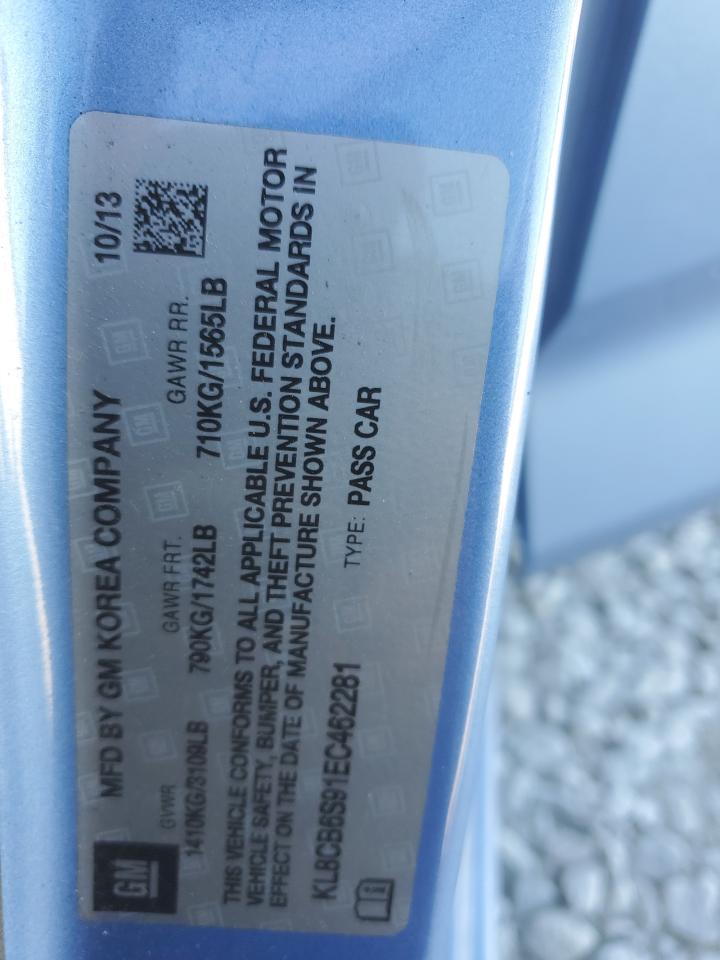 MFD BY GM KOREA COMPANY 10/13
GVWR GAWR FRT. GAWR RR.
1410KG/3109LB 790KG/1742LB 710KG/1565LB
THIS VEHICLE CONFORMS TO ALL APPLICABLE U.S. FEDERAL MOTOR
VEHICLE SAFETY, BUMPER, AND THEFT PREVENTION STANDARDS IN
EFFECT ON THE DATE OF MANUFACTURE SHOWN ABOVE.
KL8CB6S91EC462281 TYPE: PASS CAR
GM